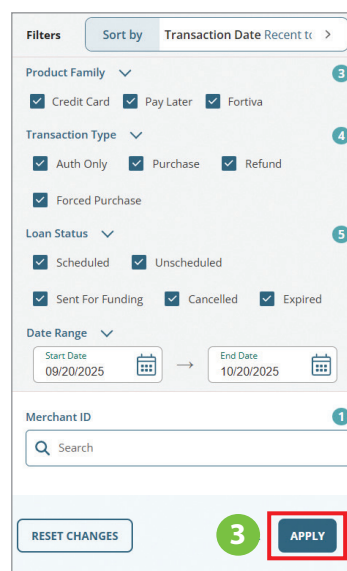 Filters Sort by Transaction Date Recent to
Product Family 3
Credit Card Pay Later Fortiva
Transaction Type 4
Auth Only Purchase Refund
Forced Purchase
Loan Status 5
Scheduled Unscheduled
Sent For Funding Cancelled Expired
Date Range
Start Date End Date
09/20/2025 10/20/2025
Merchant ID 1
Search
RESET CHANGES 3 APPLY